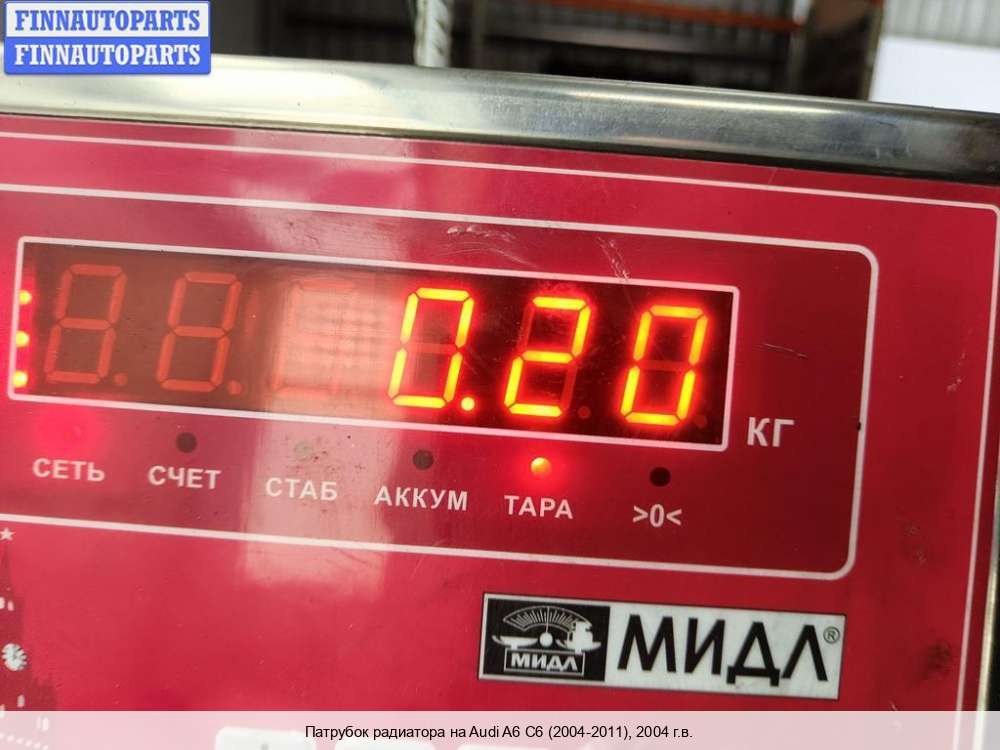 FINNAUTOPARTS
FINNAUTOPARTS
0.20
КГ
СЕТЬ СЧЕТ СТАБ АККУМ ТАРА >0<
МИДЛ МИДЛ®
Патрубок радиатора на Audi A6 C6 (2004-2011), 2004 г.в.